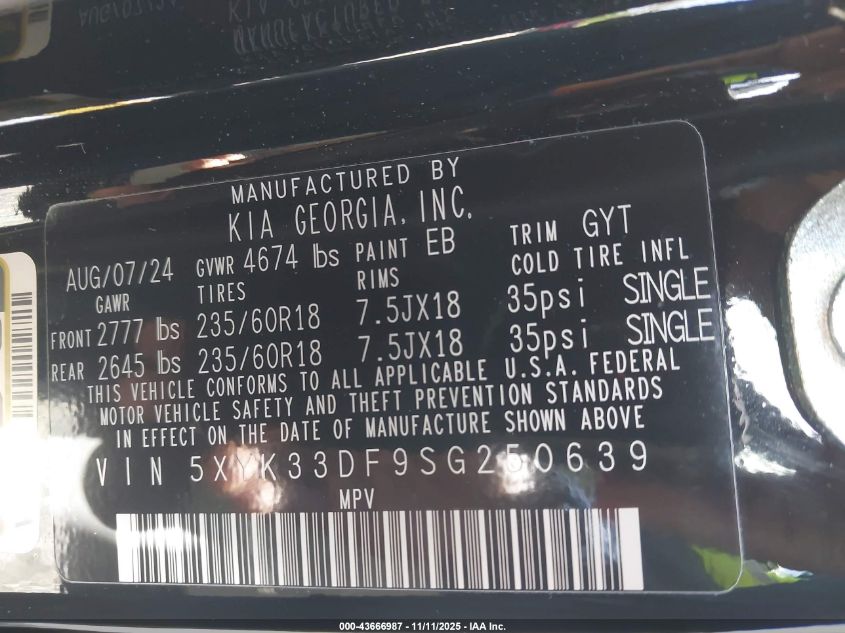 MANUFACTURED BY
KIA GEORGIA, INC.
AUG/07/24 GVWR 4674 lbs PAINT EB TRIM GYT
GAWR TIRES RIMS COLD TIRE INFL
FRONT 2777 lbs 235/60R18 7.5JX18 35psi SINGLE
REAR 2645 lbs 235/60R18 7.5JX18 35psi SINGLE
THIS VEHICLE CONFORMS TO ALL APPLICABLE U.S.A. FEDERAL
MOTOR VEHICLE SAFETY AND THEFT PREVENTION STANDARDS
IN EFFECT ON THE DATE OF MANUFACTURE SHOWN ABOVE
VIN 5XYK33DF9SG250639
MPV
000-43666987 - 11/11/2025 - IAA Inc.